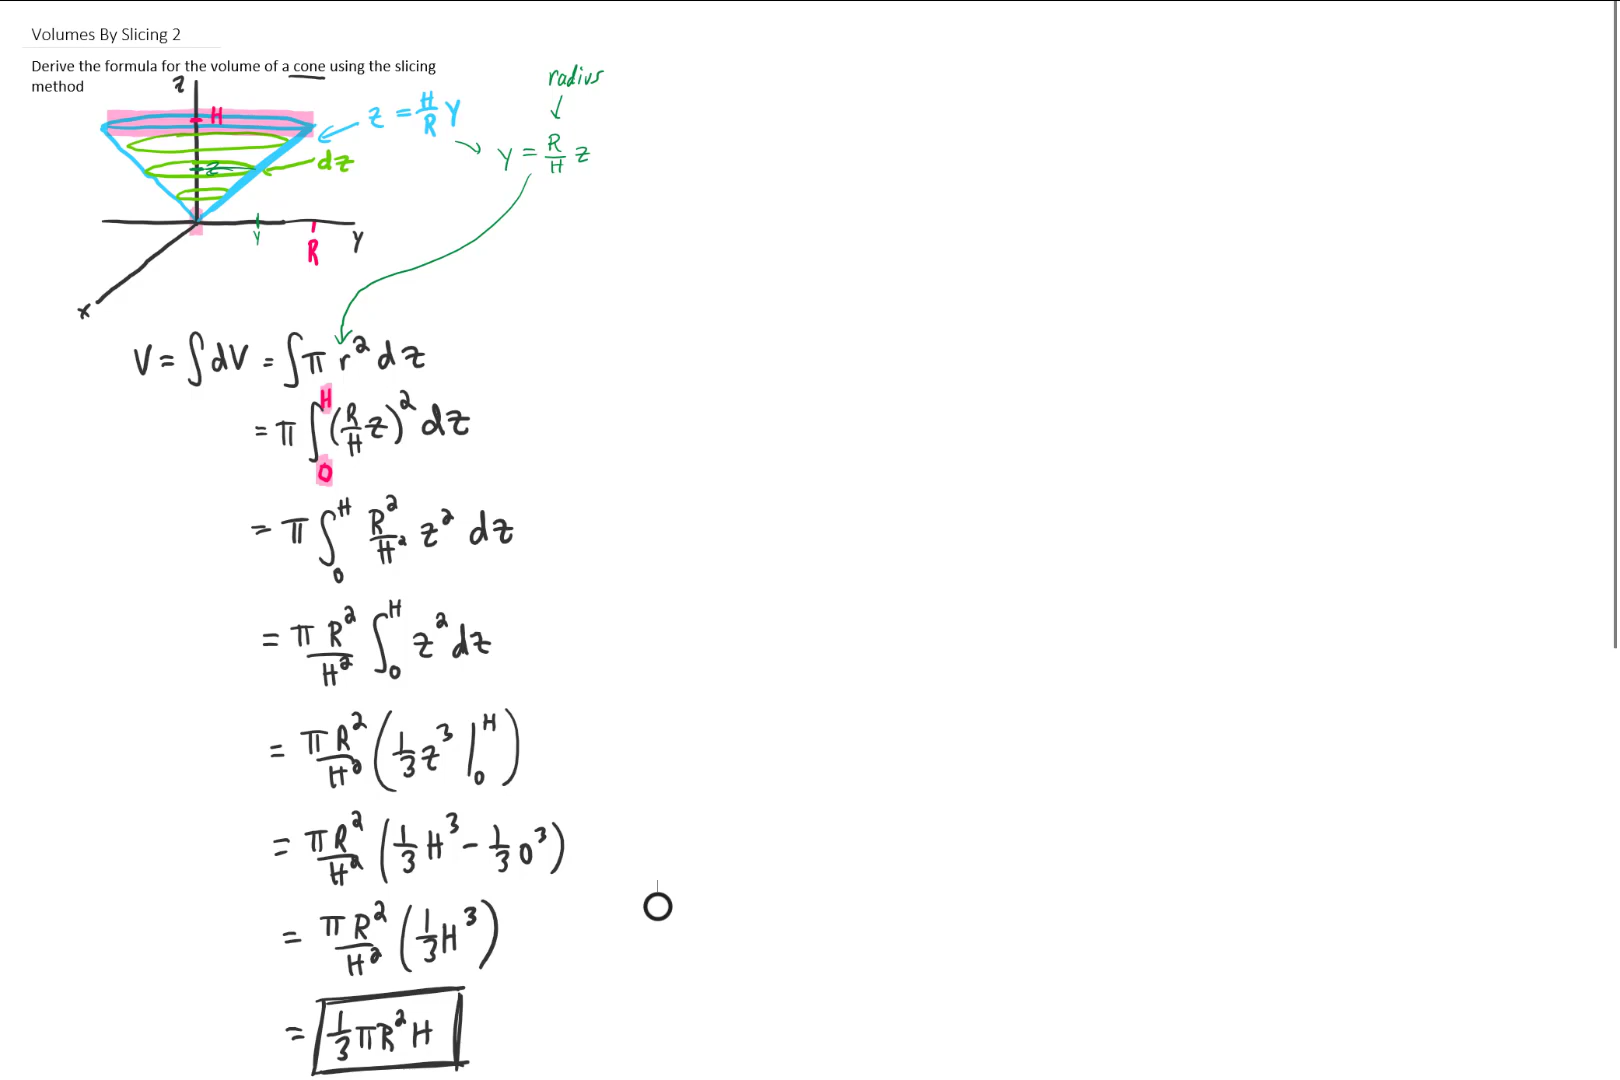 Volumes By Slicing 2
Derive the formula for the volume of a cone using the slicing
method
radius
z
H
z = H/R Y
y = R/H z
z
dz
y
R
Y
x
V = ∫dV = ∫π r² dz
= π ∫₀ᴴ (R/H z)² dz
= π ∫₀ᴴ R²/H² z² dz
= πR²/H² ∫₀ᴴ z² dz
= πR²/H² (1/3 z³ |₀ᴴ)
= πR²/H² (1/3 H³ - 1/3 0³)
= πR²/H² (1/3 H³)
= 1/3 πR²H